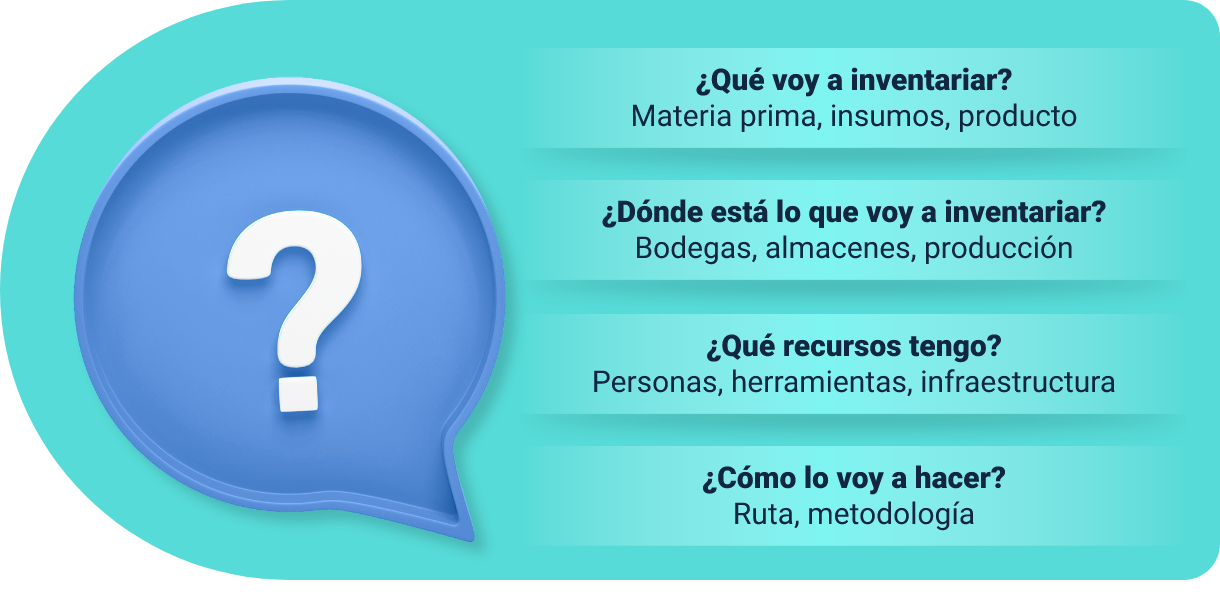 ¿Qué voy a inventariar?
Materia prima, insumos, producto
¿Dónde está lo que voy a inventariar?
Bodegas, almacenes, producción
¿Qué recursos tengo?
Personas, herramientas, infraestructura
¿Cómo lo voy a hacer?
Ruta, metodología
?